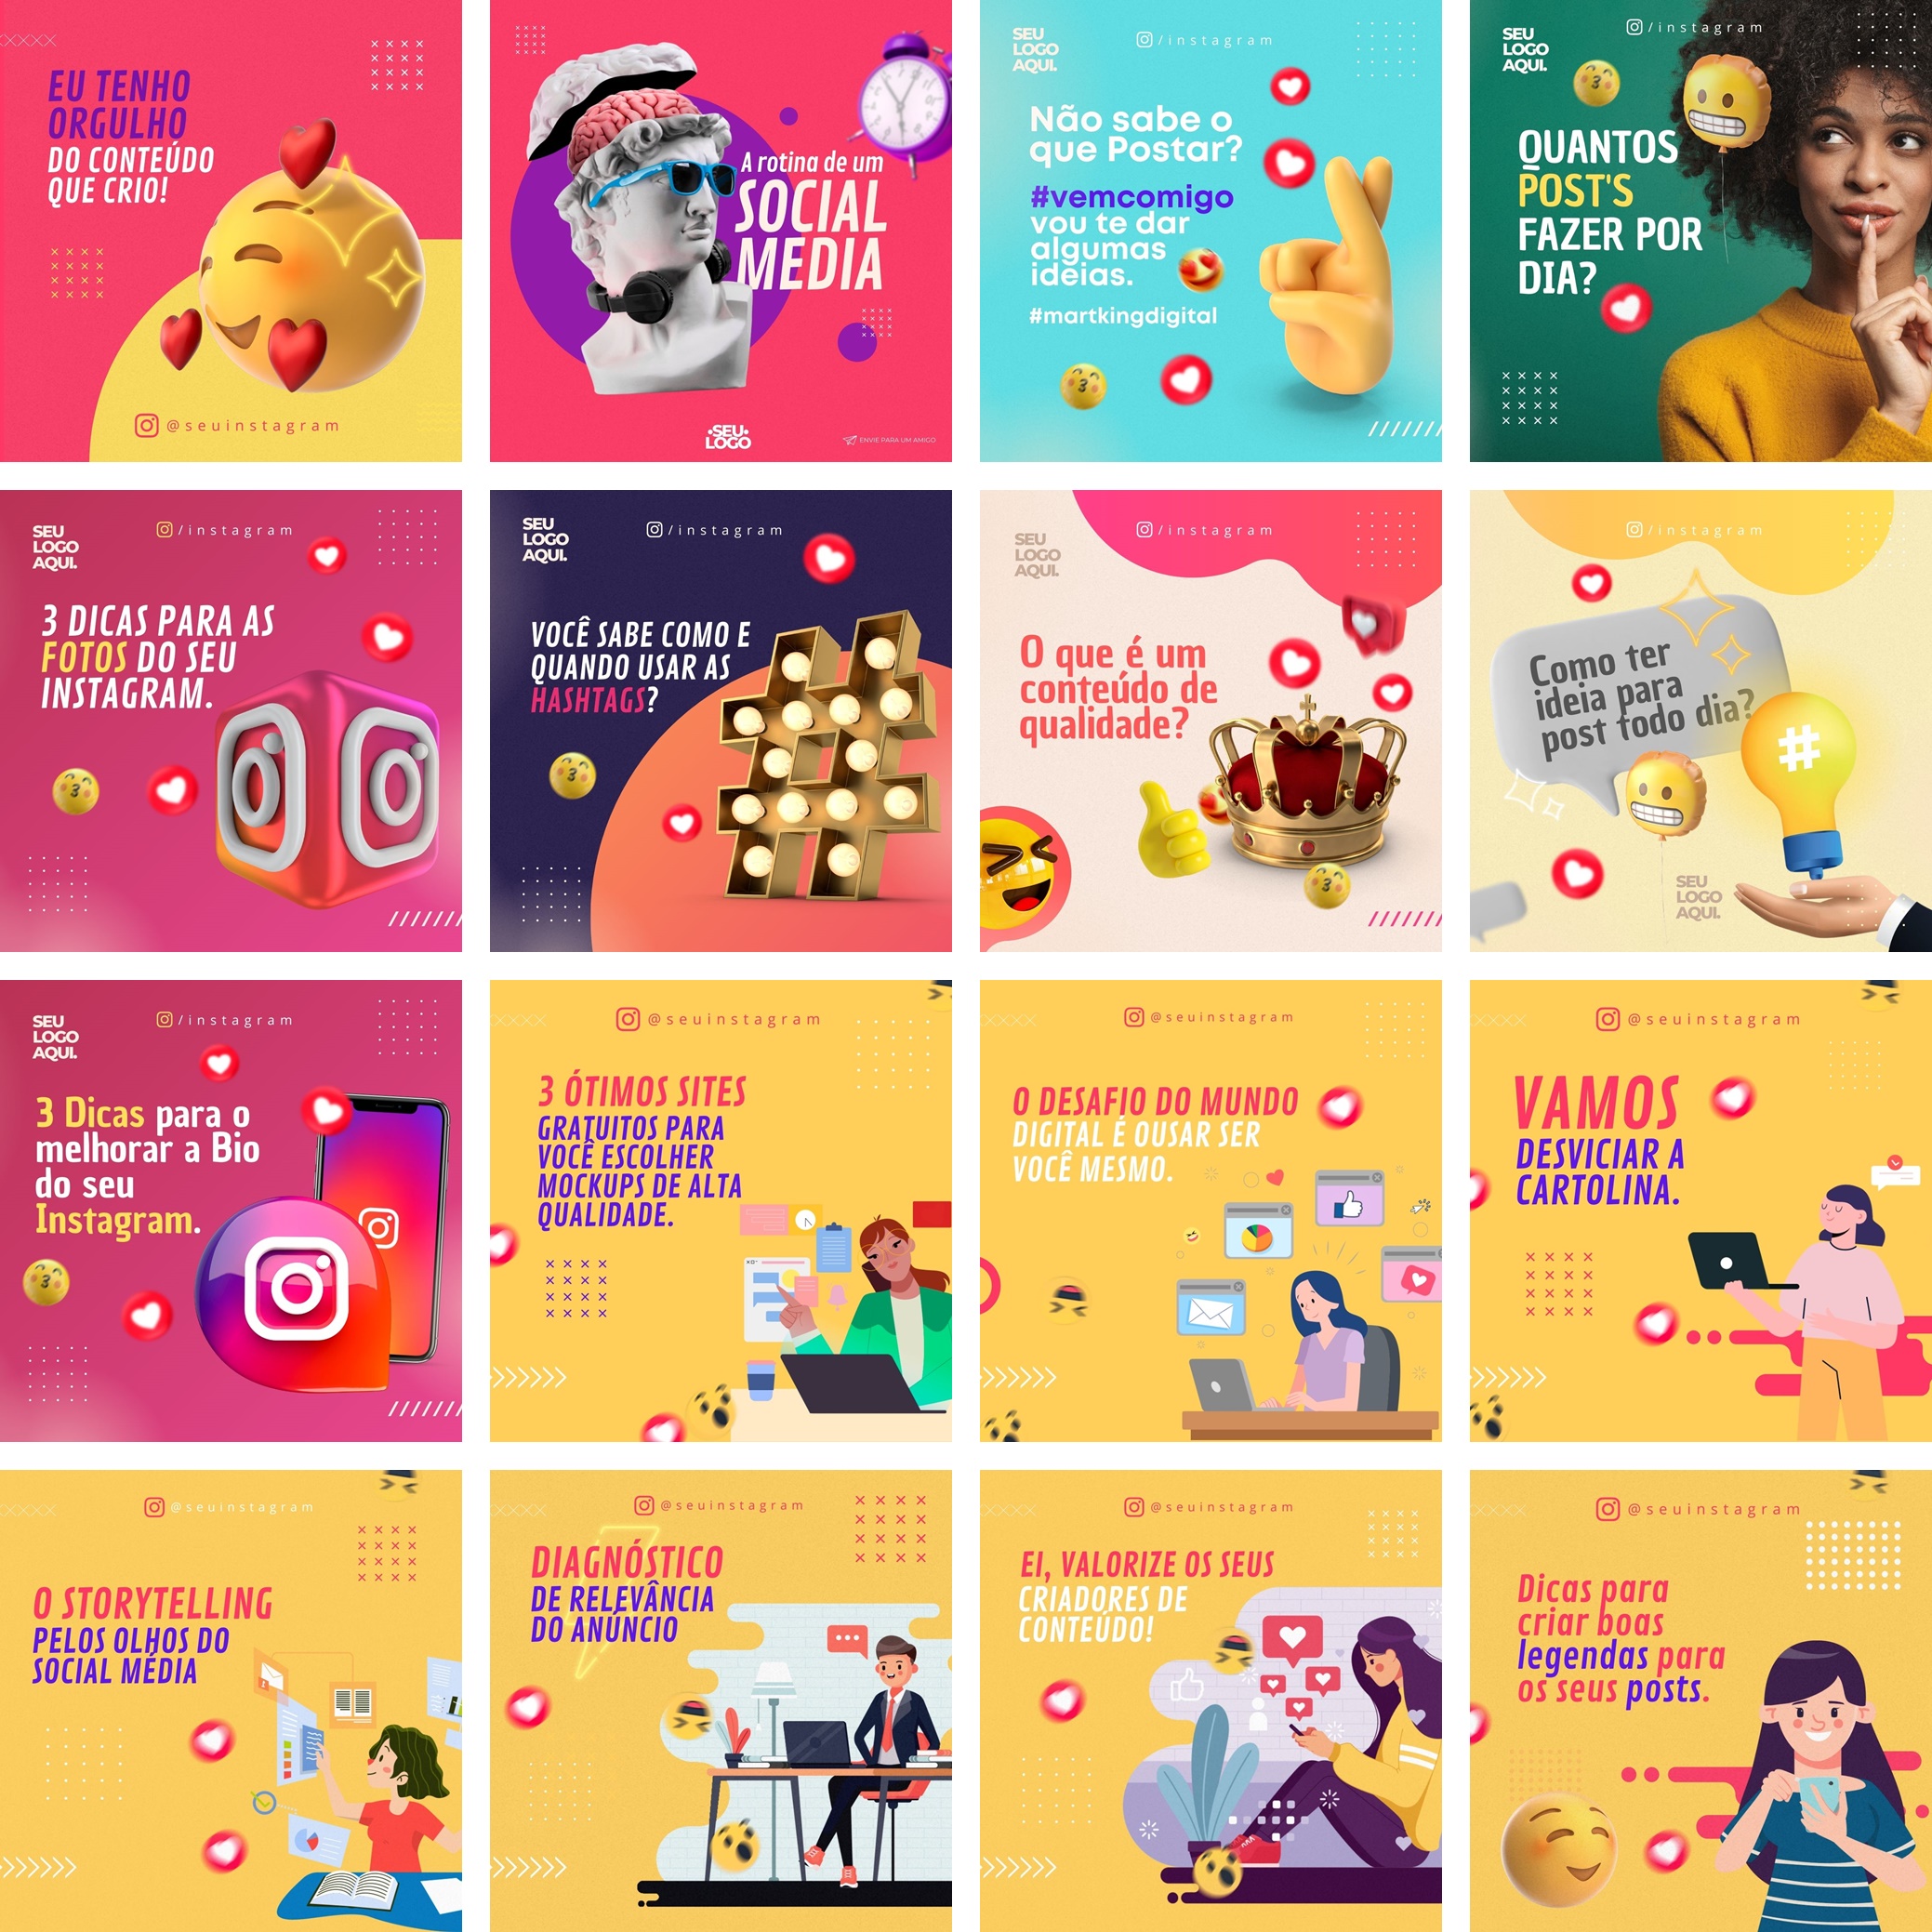 EU TENHO
ORGULHO
DO CONTEÚDO
QUE CRIO!
@seuinstagram
A rotina de um
SOCIAL
MEDIA
SEU
LOGO
ENVIE PARA UM AMIGO
SEU
LOGO
AQUI.
/instagram
Não sabe o
que Postar?
#vemcomigo
vou te dar
algumas
ideias.
#martkingdigital
SEU
LOGO
AQUI.
/instagram
QUANTOS
POST'S
FAZER POR
DIA?
SEU
LOGO
AQUI.
/instagram
3 DICAS PARA AS
FOTOS DO SEU
INSTAGRAM.
SEU
LOGO
AQUI.
/instagram
VOCÊ SABE COMO E
QUANDO USAR AS
HASHTAGS?
SEU
LOGO
AQUI.
/instagram
O que é um
conteúdo de
qualidade?
/instagram
Como ter
ideia para
post todo dia?
#
SEU
LOGO
AQUI.
SEU
LOGO
AQUI.
/instagram
3 Dicas para o
melhorar a Bio
do seu
Instagram.
@seuinstagram
3 ÓTIMOS SITES
GRATUITOS PARA
VOCÊ ESCOLHER
MOCKUPS DE ALTA
QUALIDADE.
@seuinstagram
O DESAFIO DO MUNDO
DIGITAL É OUSAR SER
VOCÊ MESMO.
@seuinstagram
VAMOS
DESVICIAR A
CARTOLINA.
@seuinstagram
O STORYTELLING
PELOS OLHOS DO
SOCIAL MÉDIA
@seuinstagram
DIAGNÓSTICO
DE RELEVÂNCIA
DO ANÚNCIO
@seuinstagram
EI, VALORIZE OS SEUS
CRIADORES DE
CONTEÚDO!
@seuinstagram
Dicas para
criar boas
legendas para
os seus posts.